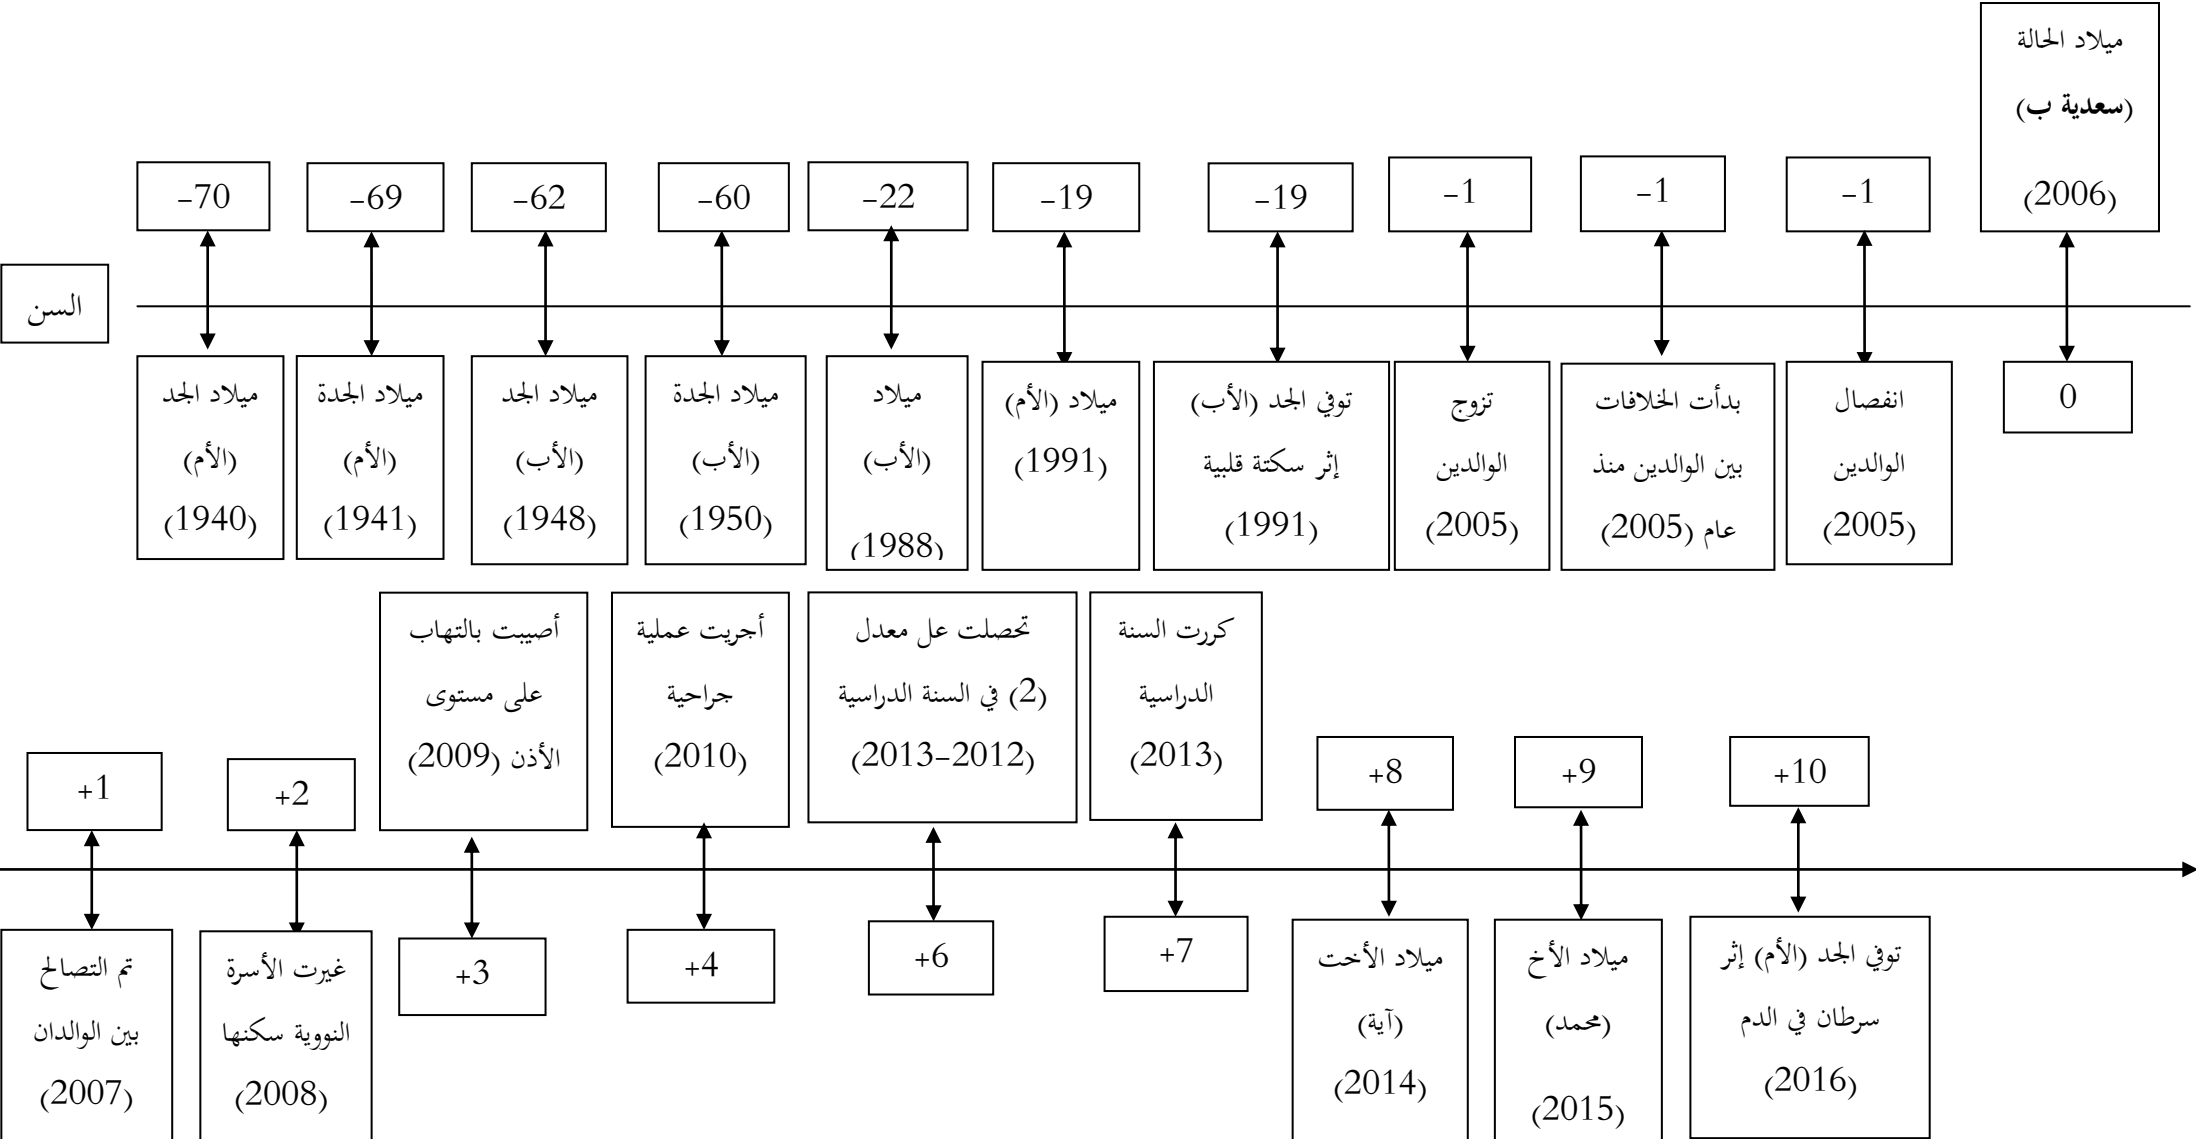 ميلاد الحالة
(سعدية ب)
(2006)
-70
-69
-62
-60
-22
-19
-19
-1
-1
-1
السن
ميلاد الجد
(الأم)
(1940)
ميلاد الجدة
(الأم)
(1941)
ميلاد الجد
(الأب)
(1948)
ميلاد الجدة
(الأب)
(1950)
ميلاد
(الأب)
(1988)
ميلاد (الأم)
(1991)
توفي الجد (الأب)
إثر سكتة قلبية
(1991)
تزوج
الوالدين
(2005)
بدأت الخلافات
بين الوالدين منذ
عام (2005)
انفصال
الوالدين
(2005)
0
أصيبت بالتهاب
على مستوى
الأذن (2009)
أجريت عملية
جراحية
(2010)
تحصلت عل معدل
(2) في السنة الدراسية
(2012-2013)
كررت السنة
الدراسية
(2013)
+1
+2
+8
+9
+10
تم التصالح
بين الوالدان
(2007)
غيرت الأسرة
النووية سكنها
(2008)
+3
+4
+6
+7
ميلاد الأخت
(آية)
(2014)
ميلاد الأخ
(محمد)
(2015)
توفي الجد (الأم) إثر
سرطان في الدم
(2016)